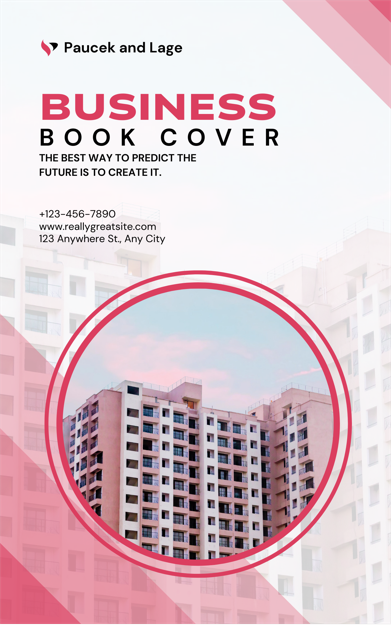 Paucek and Lage
BUSINESS
BOOK COVER
THE BEST WAY TO PREDICT THE
FUTURE IS TO CREATE IT.
+123-456-7890
www.reallygreatsite.com
123 Anywhere St., Any City